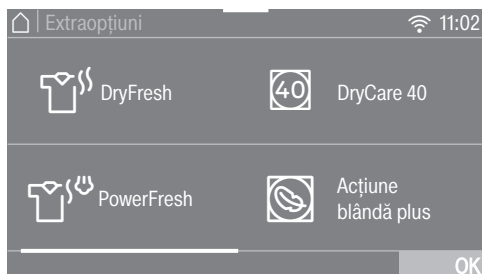 Extraopțiuni
11:02
DryFresh
40
DryCare 40
PowerFresh
Acțiune
blândă plus
OK